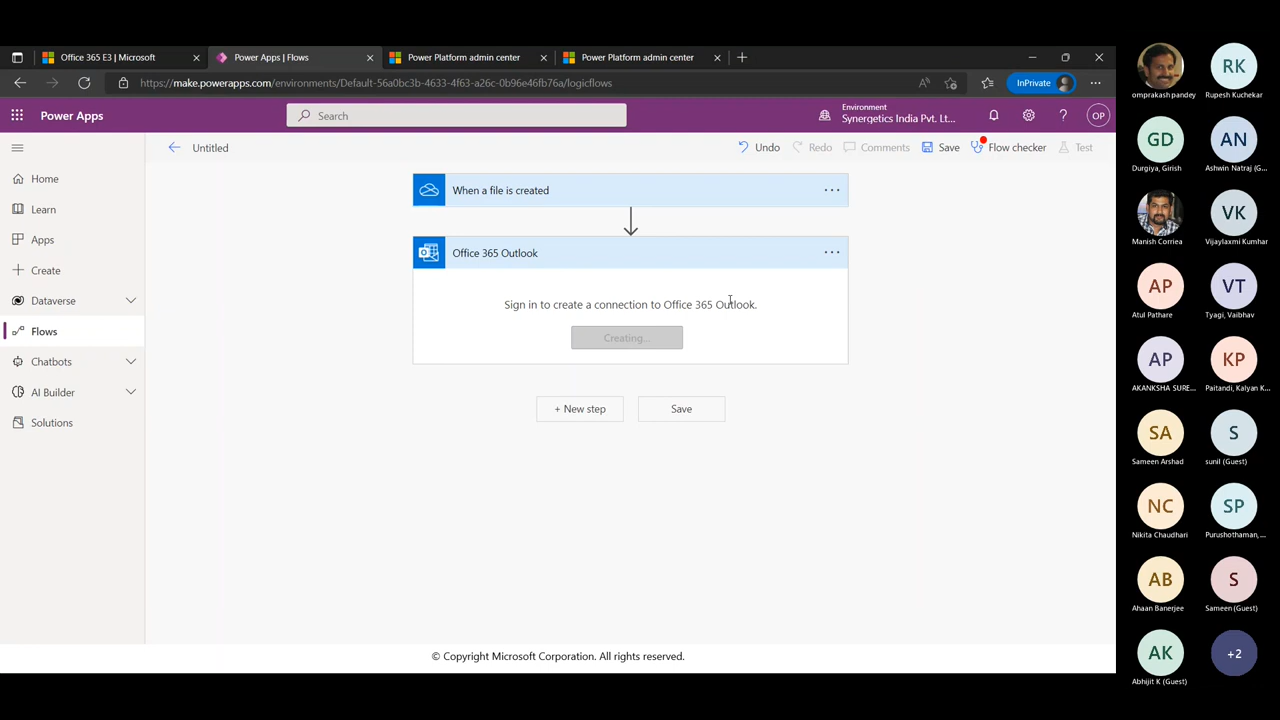 Office 365 E3 | Microsoft
Power Apps | Flows
Power Platform admin center
Power Platform admin center
https://make.powerapps.com/environments/Default-56a0bc3b-4633-4f63-a26c-0b96e46fb76a/logicflows
InPrivate
Power Apps
Search
Environment
Synergetics India Pvt. Lt...
OP
Untitled
Undo
Redo
Comments
Save
Flow checker
Test
Home
Learn
Apps
Create
Dataverse
Flows
Chatbots
AI Builder
Solutions
When a file is created
Office 365 Outlook
Sign in to create a connection to Office 365 Outlook.
Creating...
+ New step
Save
© Copyright Microsoft Corporation. All rights reserved.
omprakash pandey
RK
Rupesh Kuchekar
GD
Durgiya, Girish
AN
Ashwin Natraj (G...
Manish Corriea
VK
Vijaylaxmi Kumhar
AP
Atul Pathare
VT
Tyagi, Vaibhav
AP
AKANKSHA SURE...
KP
Paitandi, Kalyan K...
SA
Sameen Arshad
S
sunil (Guest)
NC
Nikita Chaudhari
SP
Purushothaman,...
AB
Ahaan Banerjee
S
Sameen (Guest)
AK
Abhijit K (Guest)
+2